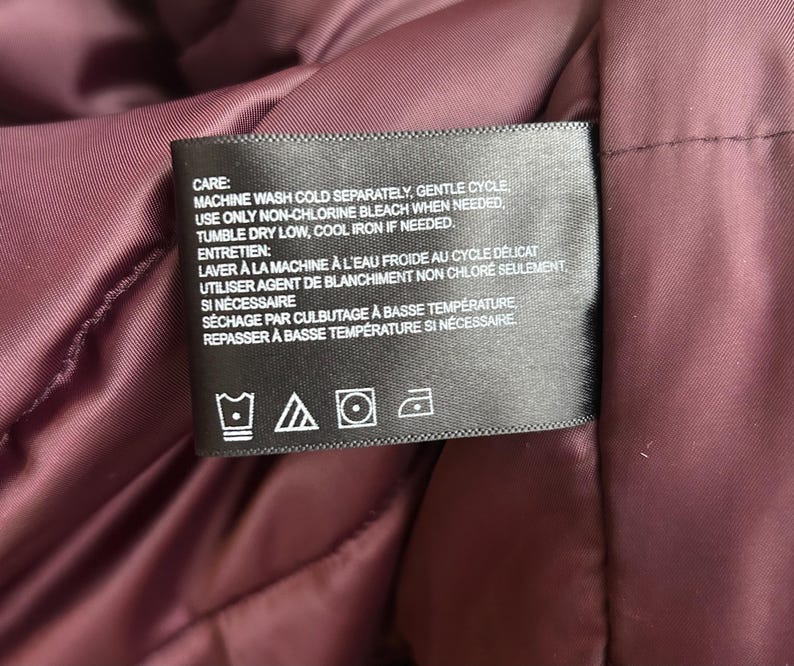 CARE:
MACHINE WASH COLD SEPARATELY, GENTLE CYCLE,
USE ONLY NON-CHLORINE BLEACH WHEN NEEDED,
TUMBLE DRY LOW, COOL IRON IF NEEDED.
ENTRETIEN:
LAVER À LA MACHINE À L'EAU FROIDE AU CYCLE DÉLICAT
UTILISER AGENT DE BLANCHIMENT NON CHLORÉ SEULEMENT,
SI NÉCESSAIRE
SÉCHAGE PAR CULBUTAGE À BASSE TEMPÉRATURE,
REPASSER À BASSE TEMPÉRATURE SI NÉCESSAIRE.